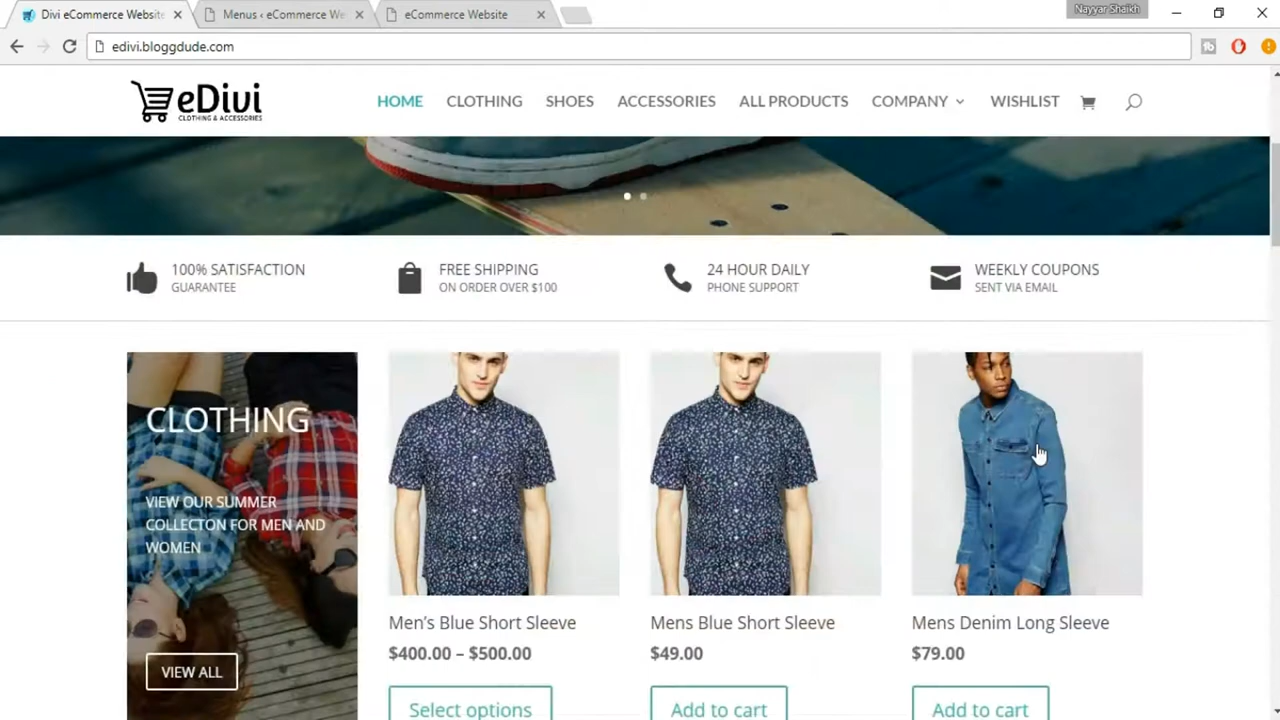 Divi eCommerce Website
Menus ‹ eCommerce We
eCommerce Website
Nayyar Shaikh
edivi.bloggdude.com
eDivi
CLOTHING & ACCESSORIES
HOME
CLOTHING
SHOES
ACCESSORIES
ALL PRODUCTS
COMPANY
WISHLIST
100% SATISFACTION
GUARANTEE
FREE SHIPPING
ON ORDER OVER $100
24 HOUR DAILY
PHONE SUPPORT
WEEKLY COUPONS
SENT VIA EMAIL
CLOTHING
VIEW OUR SUMMER
COLLECTON FOR MEN AND
WOMEN
VIEW ALL
Men's Blue Short Sleeve
$400.00 – $500.00
Select options
Mens Blue Short Sleeve
$49.00
Add to cart
Mens Denim Long Sleeve
$79.00
Add to cart